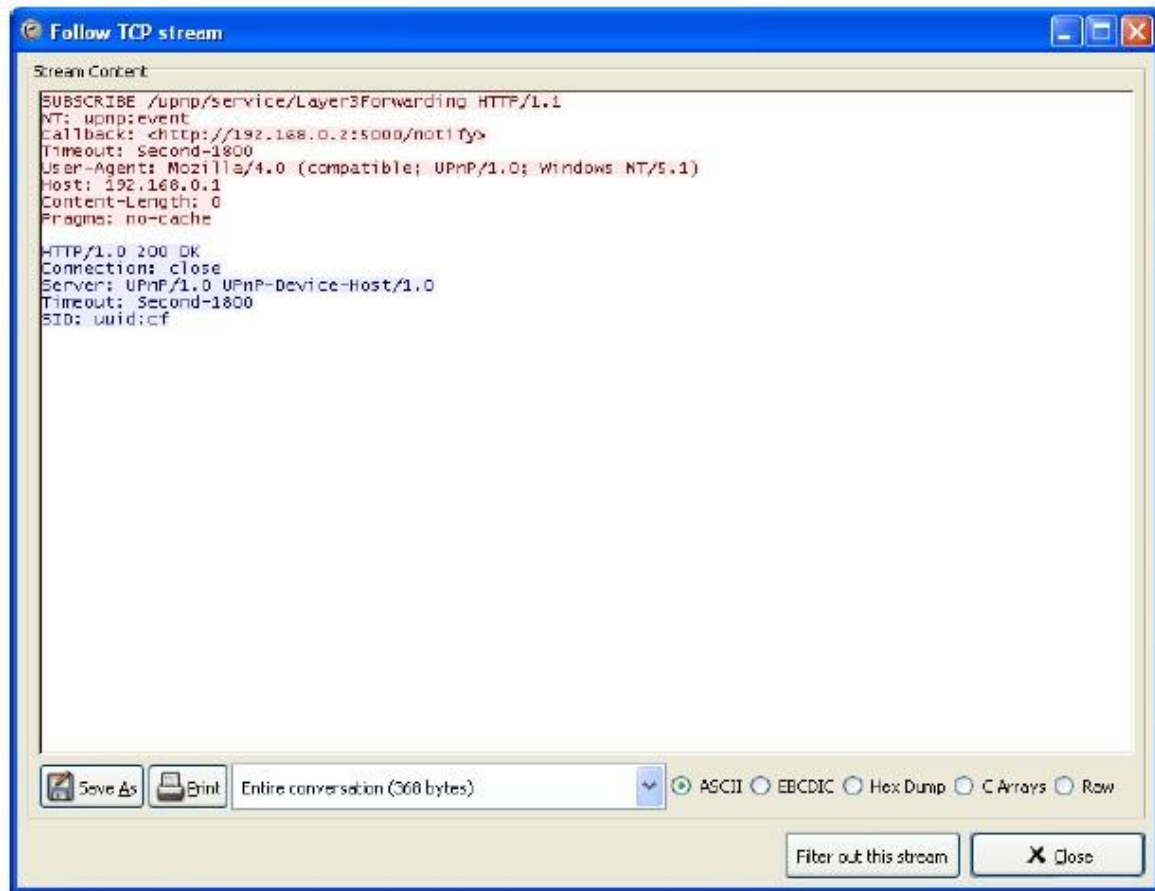 Follow TCP stream
Stream Content
SUBSCRIBE /upnp/service/Layer3Forwarding HTTP/1.1
NT: upnp:event
Callback: <http://192.168.0.2:5000/notify>
Timeout: Second-1800
User-Agent: Mozilla/4.0 (compatible; UPnP/1.0; Windows NT/5.1)
Host: 192.168.0.1
Content-Length: 0
Pragma: no-cache
HTTP/1.0 200 OK
Connection: close
Server: UPnP/1.0 UPnP-Device-Host/1.0
Timeout: Second-1800
SID: uuid:cf
Save As Print Entire conversation (368 bytes) ASCII EBCDIC Hex Dump C Arrays Raw
Filter out this stream X Close